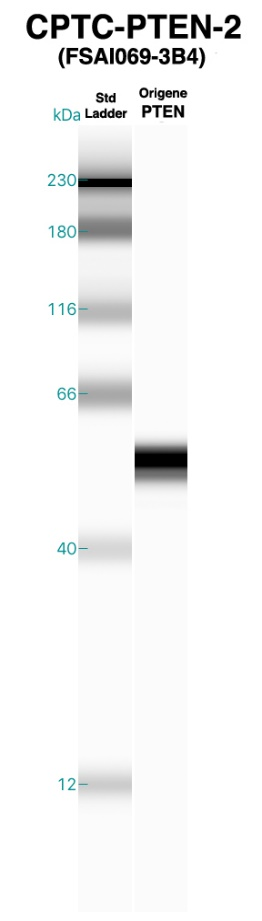 CPTC-PTEN-2
(FSAI069-3B4)
kDa
Std
Ladder
Origene
PTEN
230
180
116
66
40
12